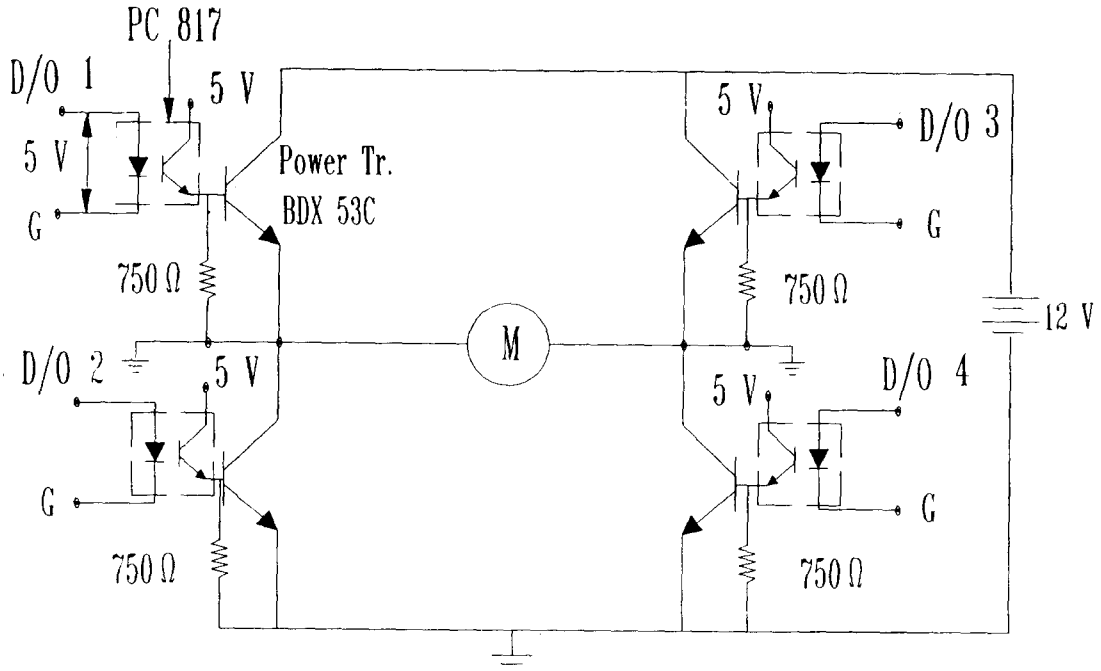 PC 817
D/O 1
5 V
5 V
5 V
D/O 3
Power Tr.
BDX 53C
G
G
750 Ω
750 Ω
12 V
M
D/O 2
5 V
D/O 4
5 V
G
G
750 Ω
750 Ω